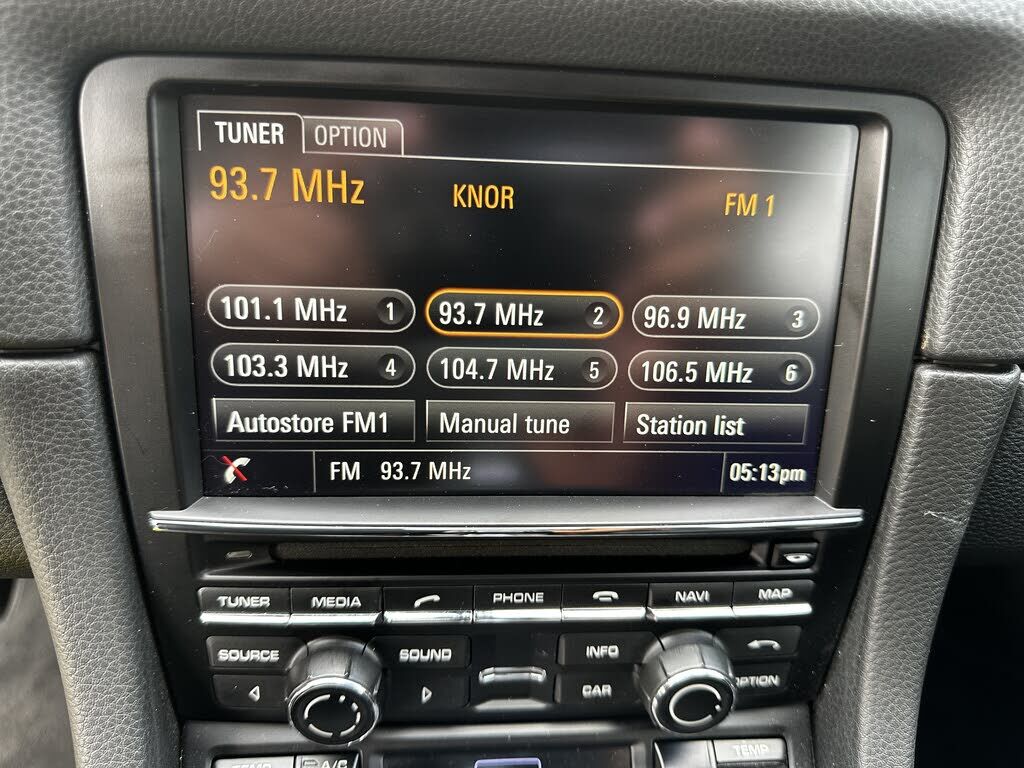 TUNER OPTION
93.7 MHz KNOR FM 1
101.1 MHz 1 93.7 MHz 2 96.9 MHz 3
103.3 MHz 4 104.7 MHz 5 106.5 MHz 6
Autostore FM1 Manual tune Station list
FM 93.7 MHz 05:13pm
TUNER MEDIA PHONE NAVI MAP
SOURCE SOUND INFO
CAR OPTION
TEMP A/C TEMP